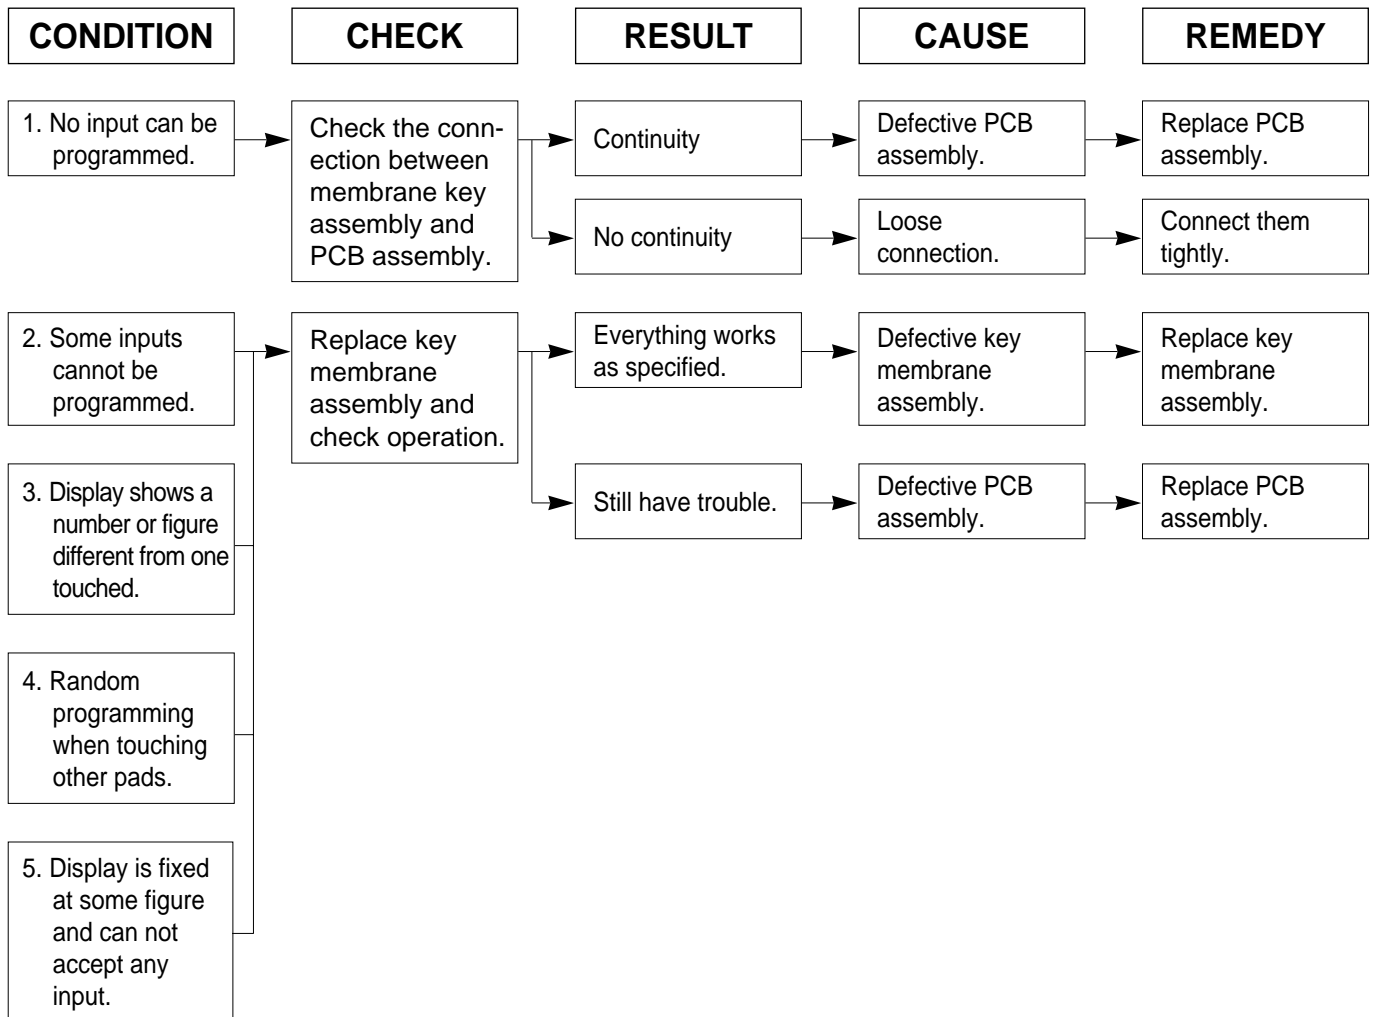 CONDITION
CHECK
RESULT
CAUSE
REMEDY
1. No input can be
programmed.
Check the conn-
ection between
membrane key
assembly and
PCB assembly.
Continuity
Defective PCB
assembly.
Replace PCB
assembly.
No continuity
Loose
connection.
Connect them
tightly.
2. Some inputs
cannot be
programmed.
Replace key
membrane
assembly and
check operation.
Everything works
as specified.
Defective key
membrane
assembly.
Replace key
membrane
assembly.
3. Display shows a
number or figure
different from one
touched.
Still have trouble.
Defective PCB
assembly.
Replace PCB
assembly.
4. Random
programming
when touching
other pads.
5. Display is fixed
at some figure
and can not
accept any
input.